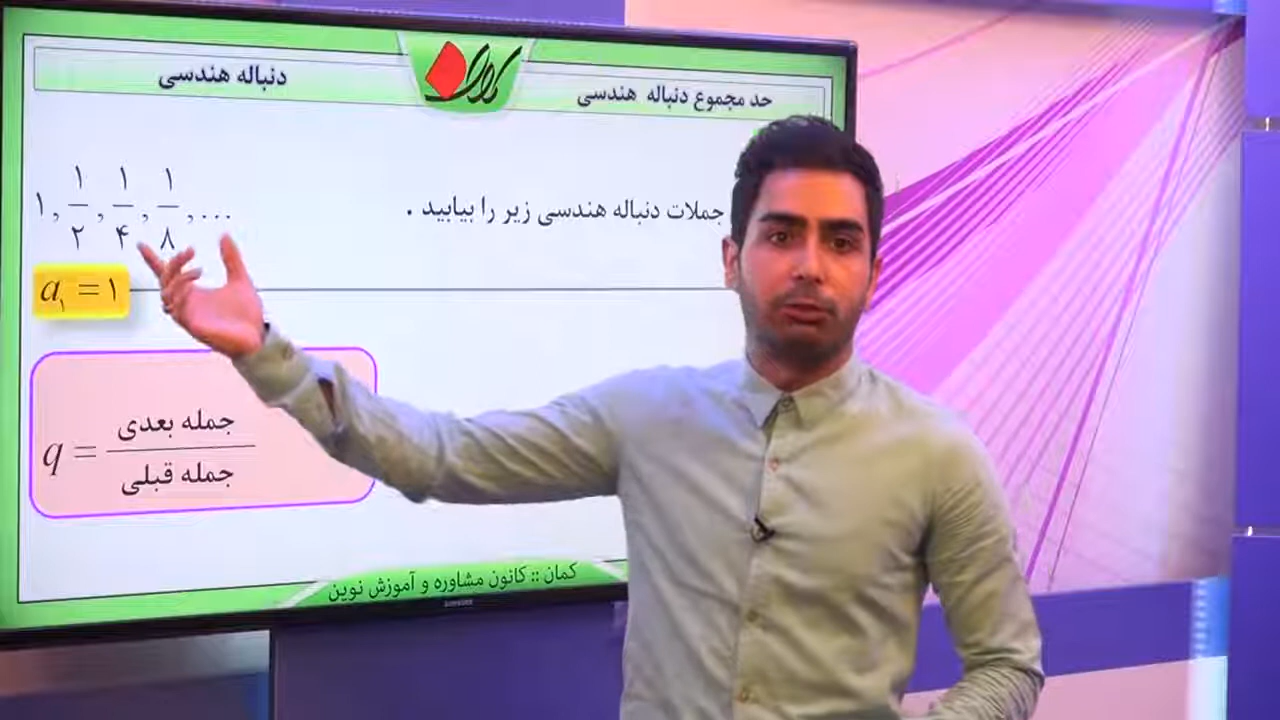 حد مجموع دنباله هندسی
دنباله هندسی
جملات دنباله هندسی زیر را بیابید .
۱, ۱/۲, ۱/۴, ۱/۸, ...
a₁ = ۱
q = جمله بعدی / جمله قبلی
کمان :: کانون مشاوره و آموزش نوین